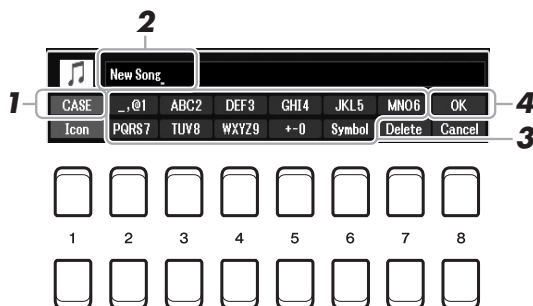 2
New Song_
1 CASE _,@1 ABC2 DEF3 GHI4 JKL5 MNO6 OK 4
Icon PQRS7 TUV8 WXYZ9 +-0 Symbol Delete Cancel 3
1 2 3 4 5 6 7 8